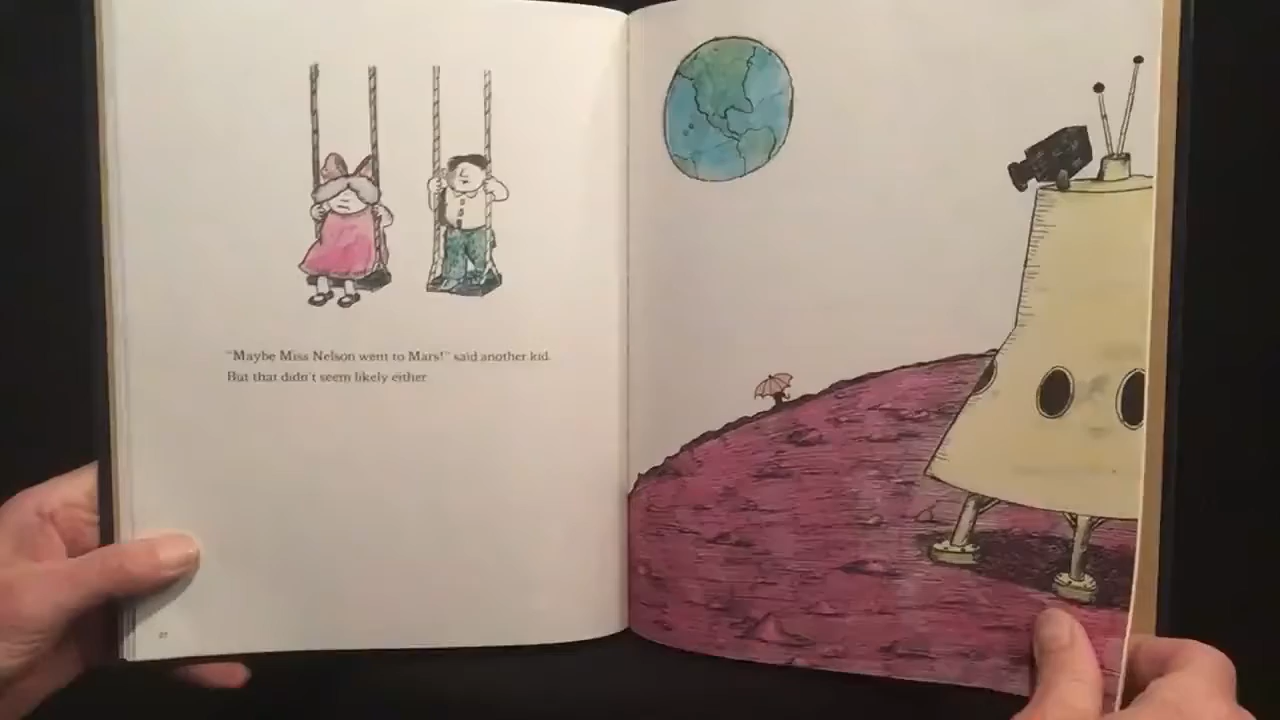 "Maybe Miss Nelson went to Mars!" said another kid.
But that didn't seem likely either.